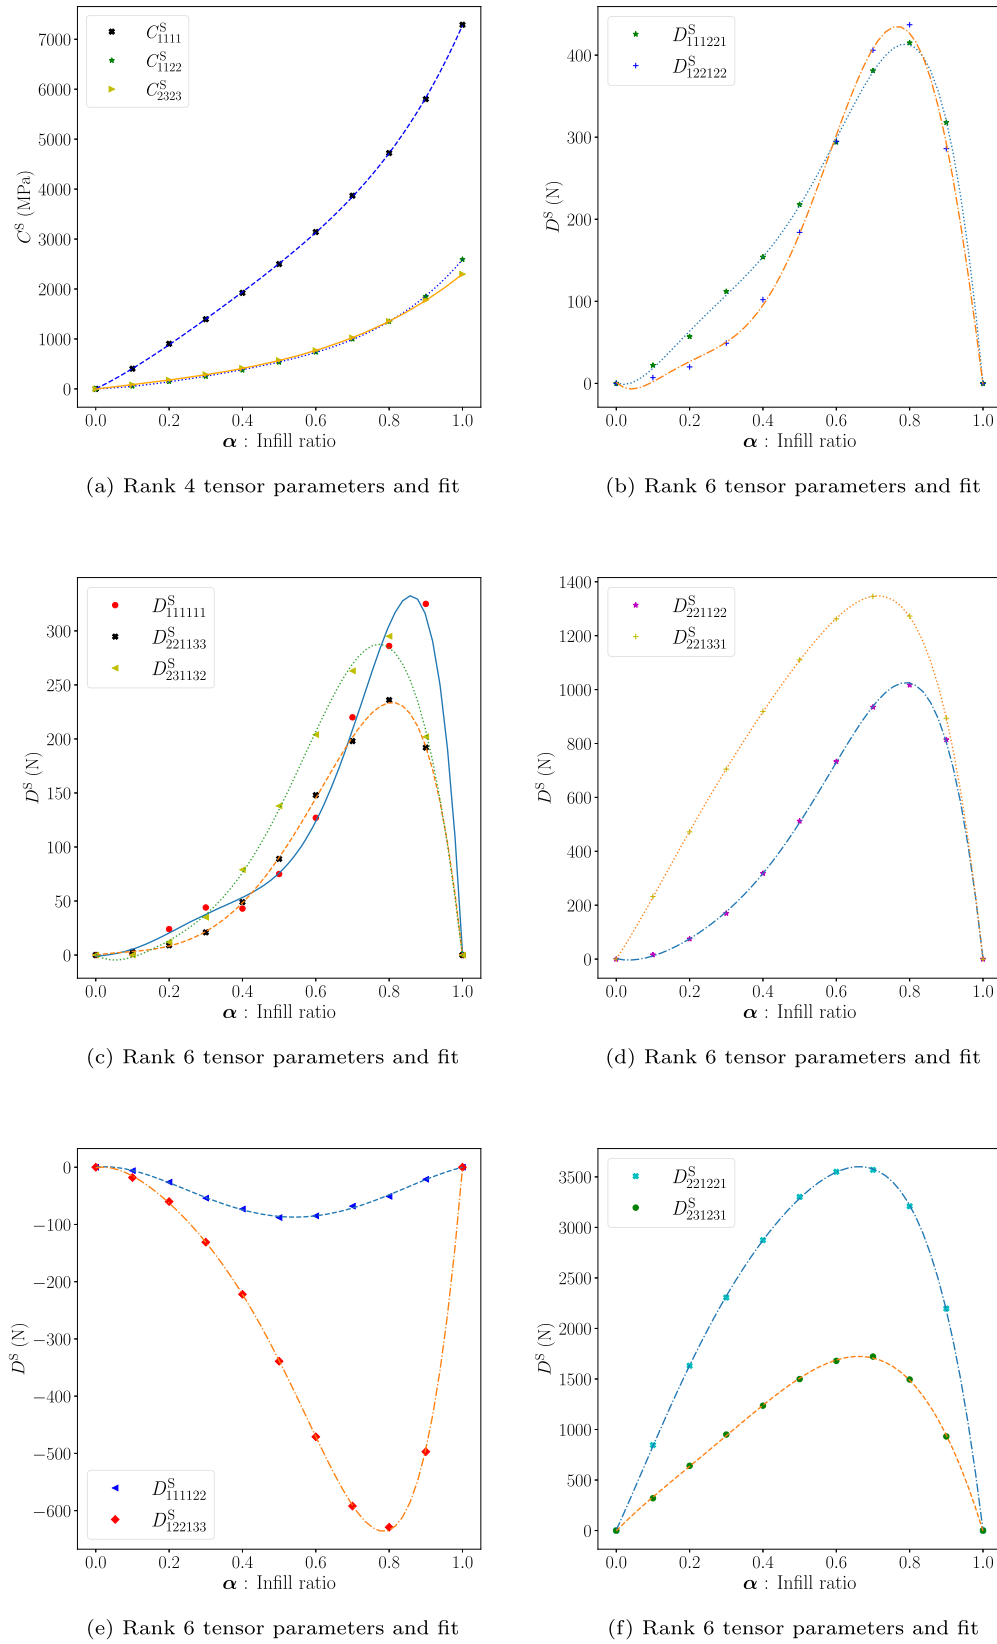 C^S_1111
C^S_1122
C^S_2323
7000
6000
5000
4000
3000
2000
1000
0
C^S (MPa)
0.0 0.2 0.4 0.6 0.8 1.0
α : Infill ratio
(a) Rank 4 tensor parameters and fit
D^S_111221
D^S_122122
400
300
200
100
0
D^S (N)
0.0 0.2 0.4 0.6 0.8 1.0
α : Infill ratio
(b) Rank 6 tensor parameters and fit
D^S_111111
D^S_221133
D^S_231132
300
250
200
150
100
50
0
D^S (N)
0.0 0.2 0.4 0.6 0.8 1.0
α : Infill ratio
(c) Rank 6 tensor parameters and fit
D^S_221122
D^S_221331
1400
1200
1000
800
600
400
200
0
D^S (N)
0.0 0.2 0.4 0.6 0.8 1.0
α : Infill ratio
(d) Rank 6 tensor parameters and fit
0
−100
−200
−300
−400
−500
−600
D^S (N)
D^S_111122
D^S_122133
0.0 0.2 0.4 0.6 0.8 1.0
α : Infill ratio
(e) Rank 6 tensor parameters and fit
D^S_221221
D^S_231231
3500
3000
2500
2000
1500
1000
500
0
D^S (N)
0.0 0.2 0.4 0.6 0.8 1.0
α : Infill ratio
(f) Rank 6 tensor parameters and fit